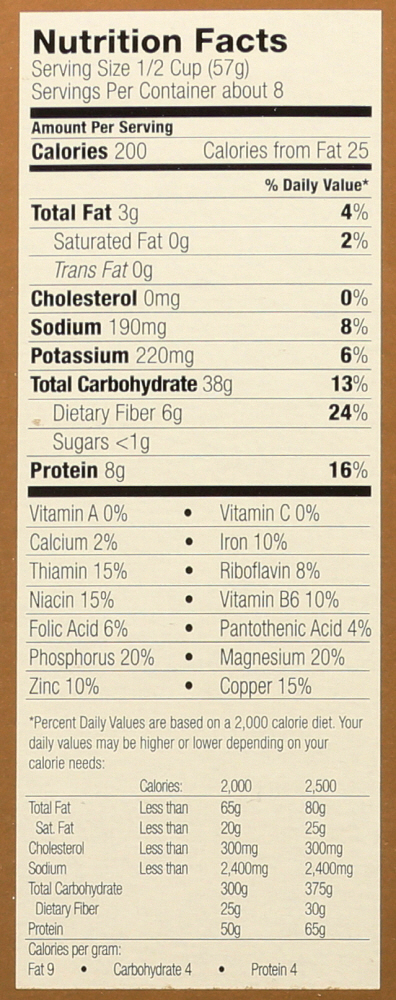 Nutrition Facts
Serving Size 1/2 Cup (57g)
Servings Per Container about 8
Amount Per Serving
Calories 200 Calories from Fat 25
% Daily Value*
Total Fat 3g 4%
Saturated Fat 0g 2%
Trans Fat 0g
Cholesterol 0mg 0%
Sodium 190mg 8%
Potassium 220mg 6%
Total Carbohydrate 38g 13%
Dietary Fiber 6g 24%
Sugars <1g
Protein 8g 16%
Vitamin A 0% • Vitamin C 0%
Calcium 2% • Iron 10%
Thiamin 15% • Riboflavin 8%
Niacin 15% • Vitamin B6 10%
Folic Acid 6% • Pantothenic Acid 4%
Phosphorus 20% • Magnesium 20%
Zinc 10% • Copper 15%
*Percent Daily Values are based on a 2,000 calorie diet. Your
daily values may be higher or lower depending on your
calorie needs:
Calories: 2,000 2,500
Total Fat Less than 65g 80g
Sat. Fat Less than 20g 25g
Cholesterol Less than 300mg 300mg
Sodium Less than 2,400mg 2,400mg
Total Carbohydrate 300g 375g
Dietary Fiber 25g 30g
Protein 50g 65g
Calories per gram:
Fat 9 • Carbohydrate 4 • Protein 4